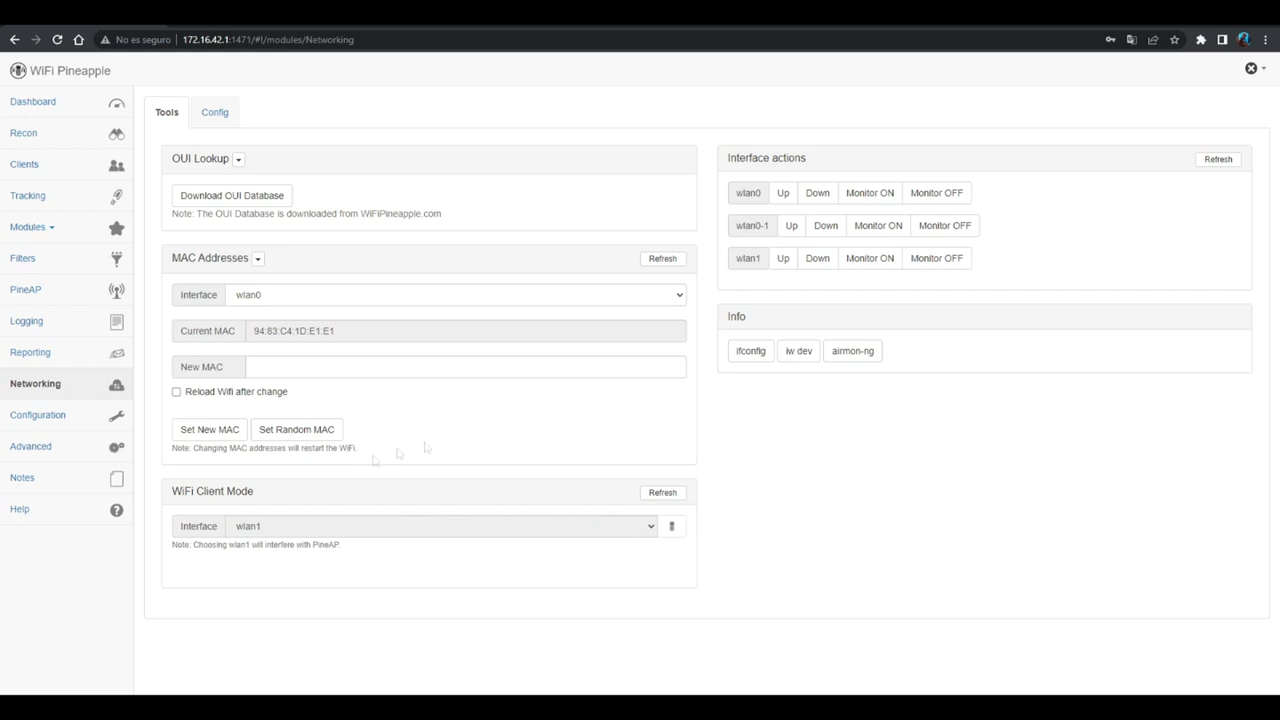 No es seguro
172.16.42.1:1471/#!/modules/Networking
WiFi Pineapple
Dashboard
Recon
Clients
Tracking
Modules
Filters
PineAP
Logging
Reporting
Networking
Configuration
Advanced
Notes
Help
Tools
Config
OUI Lookup
Download OUI Database
Note: The OUI Database is downloaded from WiFiPineapple.com
MAC Addresses
Refresh
Interface wlan0
Current MAC 94:83:C4:1D:E1:E1
New MAC
Reload Wifi after change
Set New MAC Set Random MAC
Note: Changing MAC addresses will restart the WiFi.
WiFi Client Mode
Refresh
Interface wlan1
Note: Choosing wlan1 will interfere with PineAP.
Interface actions
Refresh
wlan0 Up Down Monitor ON Monitor OFF
wlan0-1 Up Down Monitor ON Monitor OFF
wlan1 Up Down Monitor ON Monitor OFF
Info
ifconfig iw dev airmon-ng